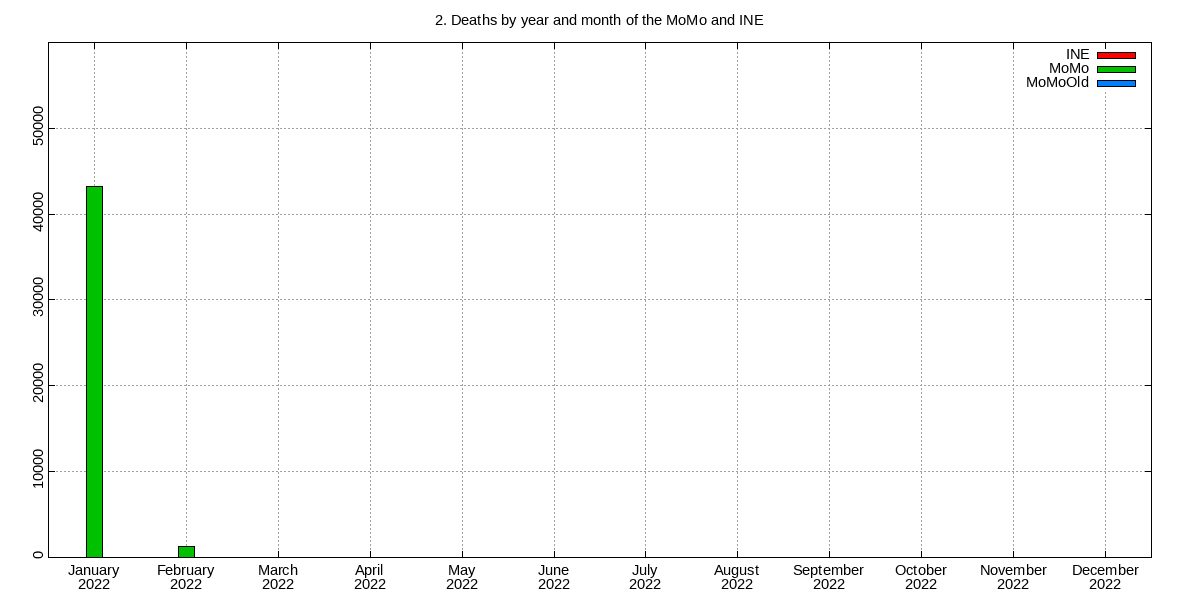 2. Deaths by year and month of the MoMo and INE
INE
MoMo
MoMoOld
50000
40000
30000
20000
10000
0
January February March April May June July August September October November December
2022 2022 2022 2022 2022 2022 2022 2022 2022 2022 2022 2022